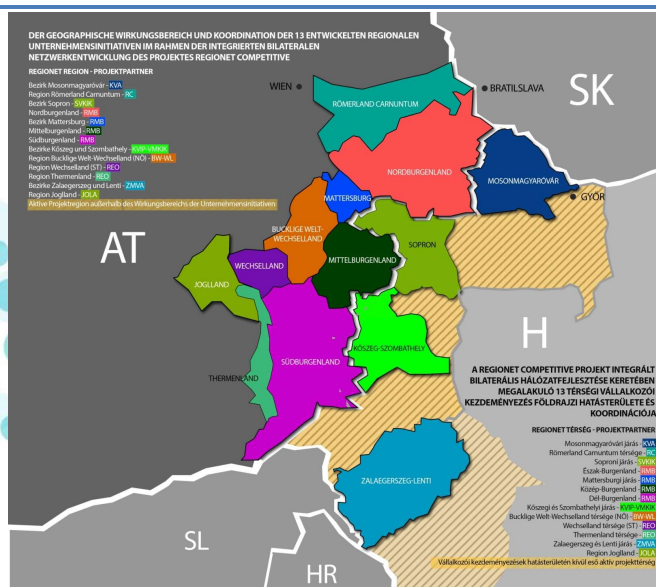 DER GEOGRAPHISCHE WIRKUNGSBEREICH UND KOORDINATION DER 13 ENTWICKELTEN REGIONALEN
UNTERNEHMENSINITIATIVEN IM RAHMEN DER INTEGRIERTEN BILATERALEN
NETZWERKENTWICKLUNG DES PROJEKTES REGIONET COMPETITIVE
REGIONET REGION - PROJEKTPARTNER
Bezirk Mosonmagyaróvár - KVA
Region Römerland Carnuntum - RC
Bezirk Sopron - SVKIK
Nordburgenland - RMB
Bezirk Mattersburg - RMB
Mittelburgenland - RMB
Südburgenland - RMB
Bezirke Kőszeg und Szombathely - KVIP-VMKIK
Region Bucklige Welt-Wechselland (NÖ) - BW-WL
Region Wechselland (ST) - REO
Region Thermenland - REO
Bezirke Zalaegerszeg und Lenti - ZMVA
Region Joglland - JOLA
Aktive Projektregion außerhalb des Wirkungsbereichs der Unternehmensinitiativen
WIEN
BRATISLAVA
SK
RÖMERLAND CARNUNTUM
NORDBURGENLAND
MOSONMAGYARÓVÁR
GYŐR
MATTERSBURG
BUCKLIGE WELT-
WECHSELLAND
SOPRON
AT
MITTELBURGENLAND
WECHSELLAND
JOGLLAND
H
KŐSZEG-SZOMBATHELY
SÜDBURGENLAND
THERMENLAND
ZALAEGERSZEG-LENTI
SL
HR
A REGIONET COMPETITIVE PROJEKT INTEGRÁLT
BILATERÁLIS HÁLÓZATFEJLESZTÉSE KERETÉBEN
MEGALAKULÓ 13 TÉRSÉGI VÁLLALKOZÓI
KEZDEMÉNYEZÉS FÖLDRAJZI HATÁSTERÜLETE ÉS
KOORDINÁCIÓJA
REGIONET TÉRSÉG - PROJEKTPARTNER
Mosonmagyaróvári járás - KVA
Römerland Carnuntum térsége - RC
Soproni járás - SVKIK
Észak-Burgenland - RMB
Mattersburgi járás - RMB
Közép-Burgenland - RMB
Dél-Burgenland - RMB
Kőszegi és Szombathelyi járás - KVIP-VMKIK
Bucklige Welt-Wechselland térsége (NÖ) - BW-WL
Wechselland térsége (ST) - REO
Thermenland térsége - REO
Zalaegerszeg és Lenti járás - ZMVA
Region Joglland - JOLA
Vállalkozói kezdeményezések hatásterületén kívül eső aktív projekttérség